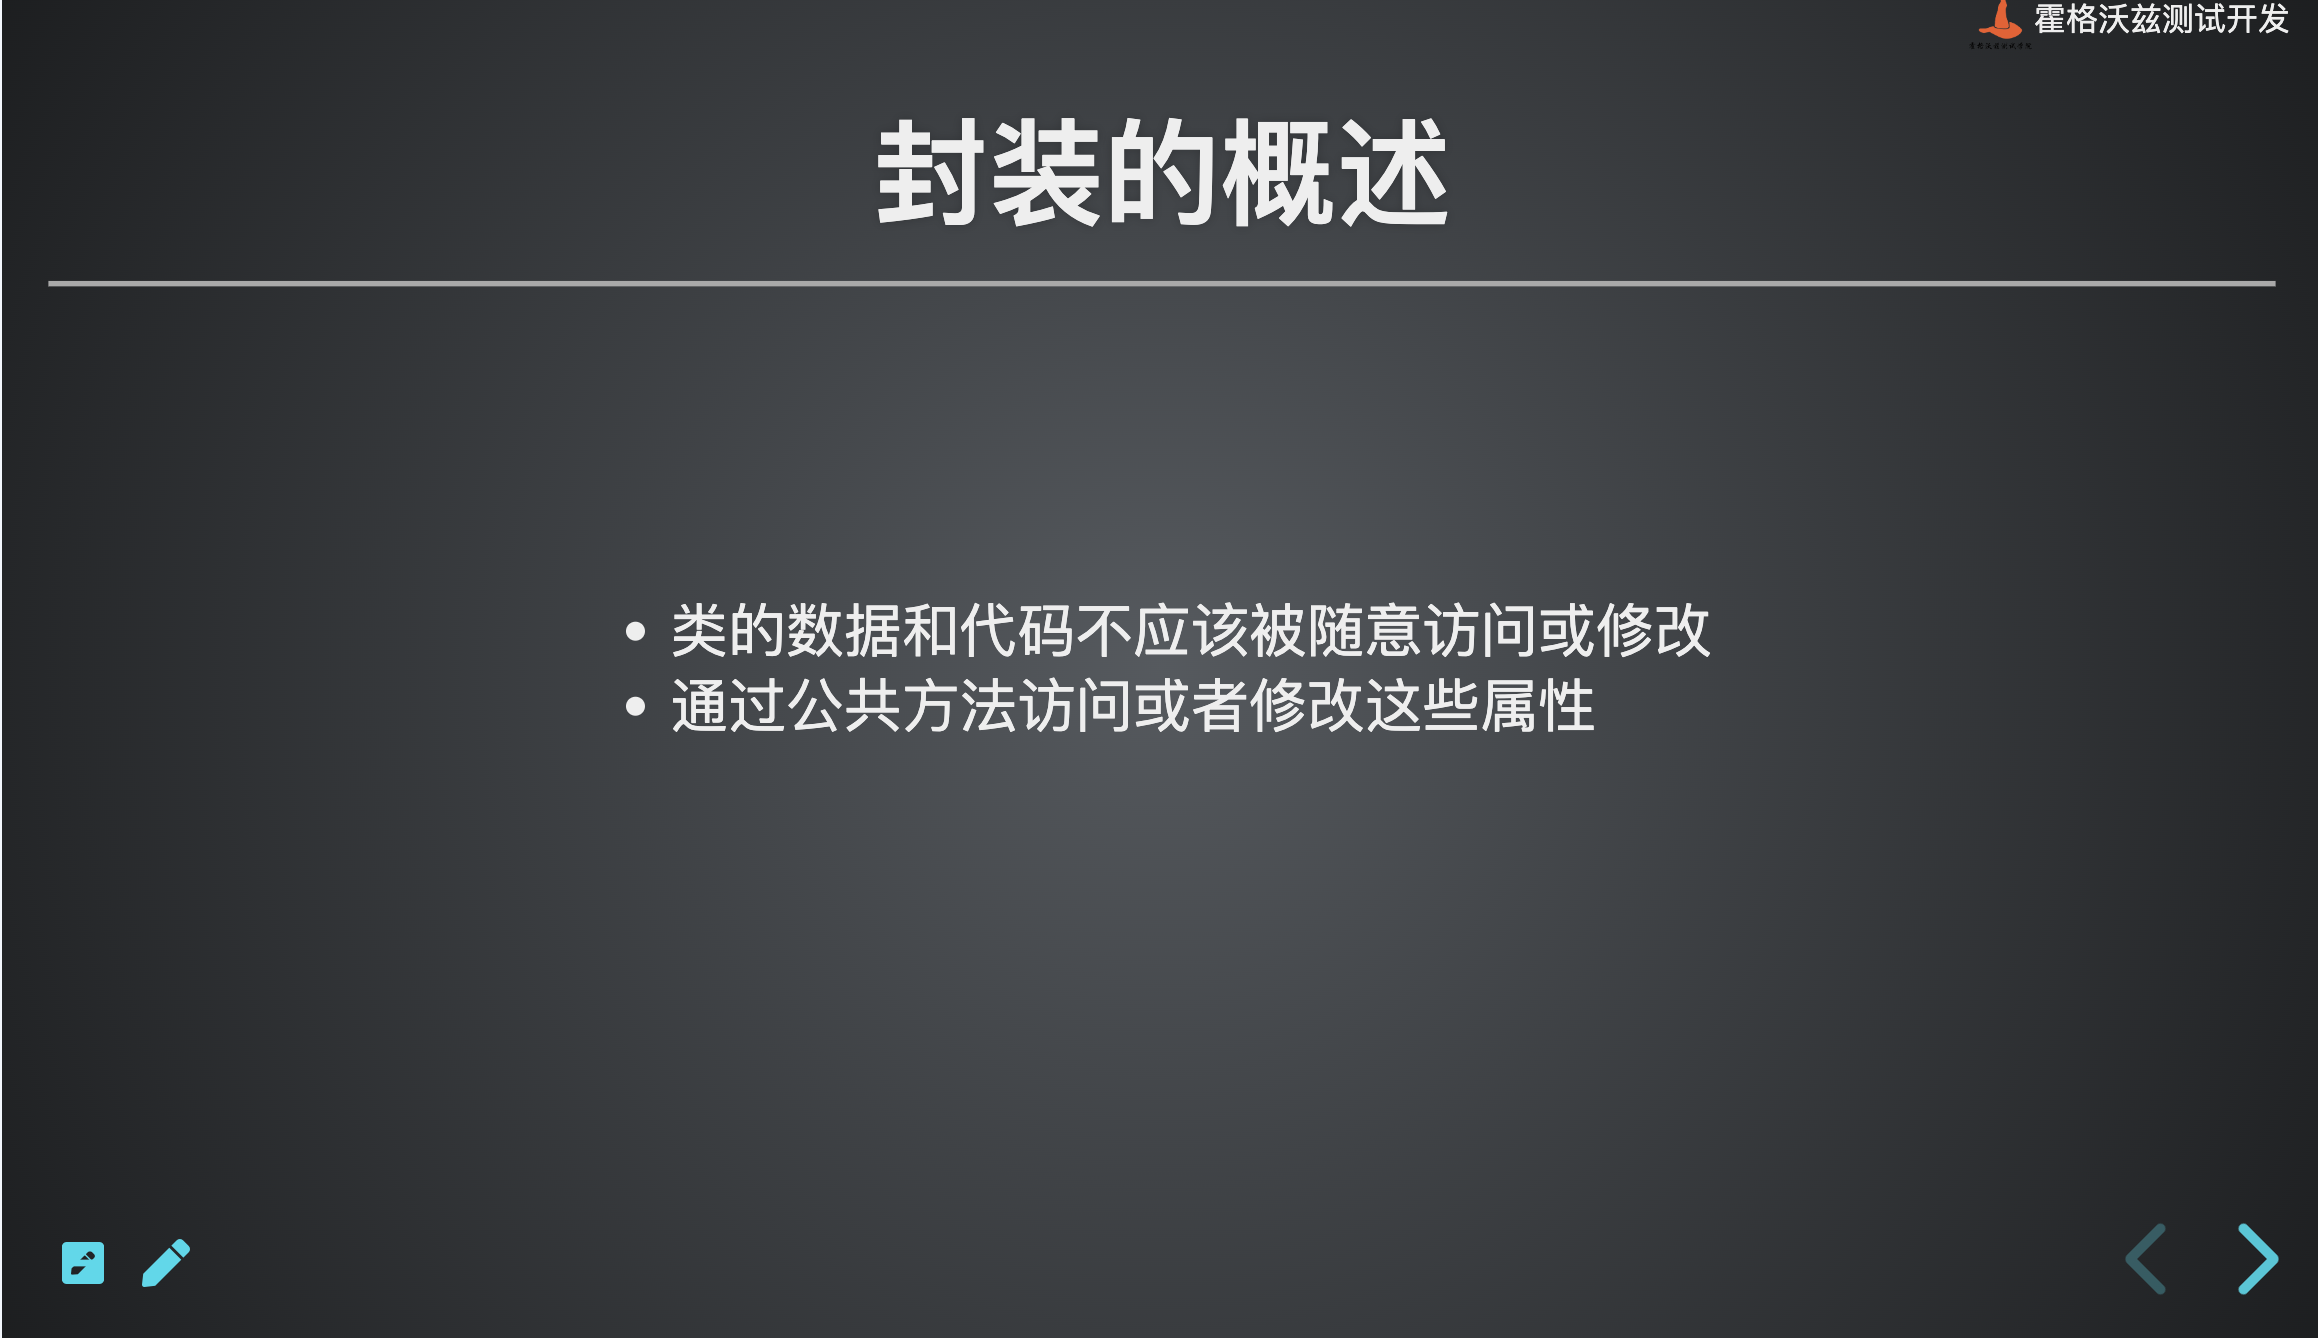 霍格沃兹测试开发
封装的概述
类的数据和代码不应该被随意访问或修改
通过公共方法访问或者修改这些属性